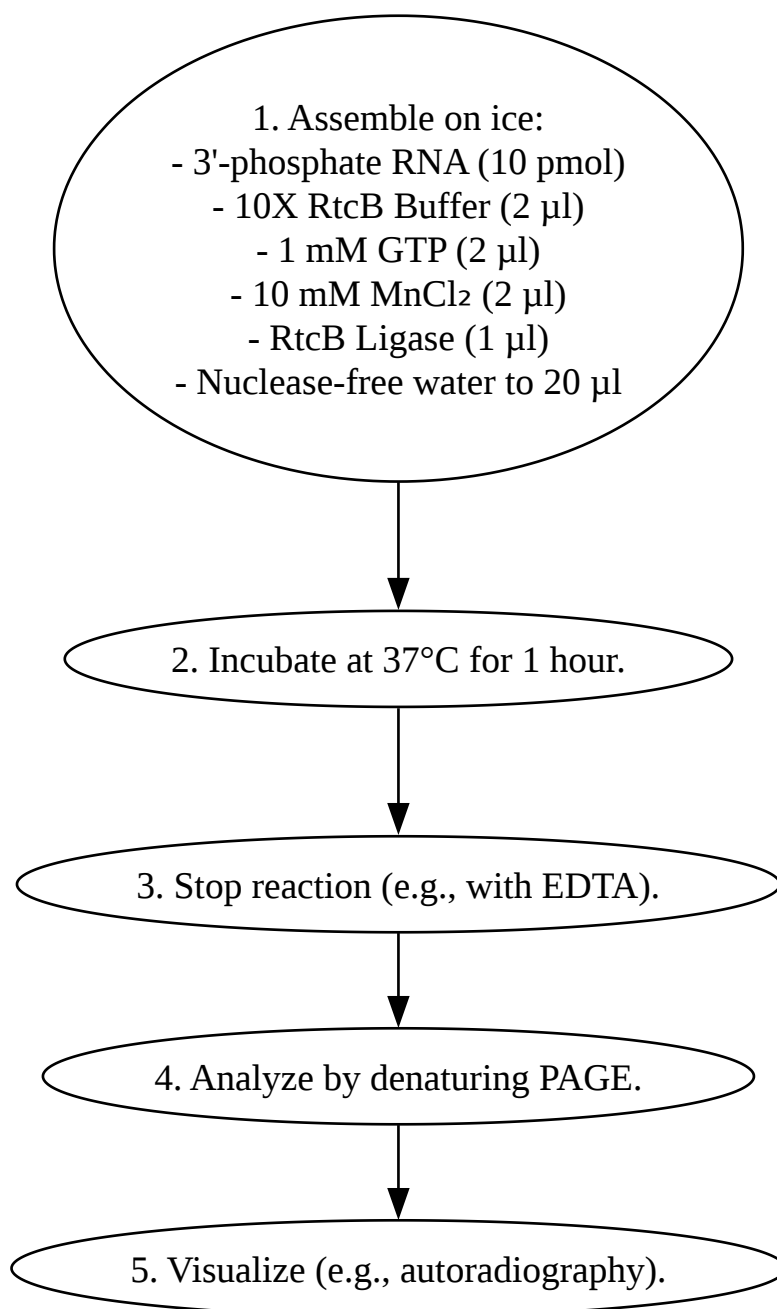 1. Assemble on ice:
- 3'-phosphate RNA (10 pmol)
- 10X RtcB Buffer (2 µl)
- 1 mM GTP (2 µl)
- 10 mM MnCl₂ (2 µl)
- RtcB Ligase (1 µl)
- Nuclease-free water to 20 µl
2. Incubate at 37°C for 1 hour.
3. Stop reaction (e.g., with EDTA).
4. Analyze by denaturing PAGE.
5. Visualize (e.g., autoradiography).